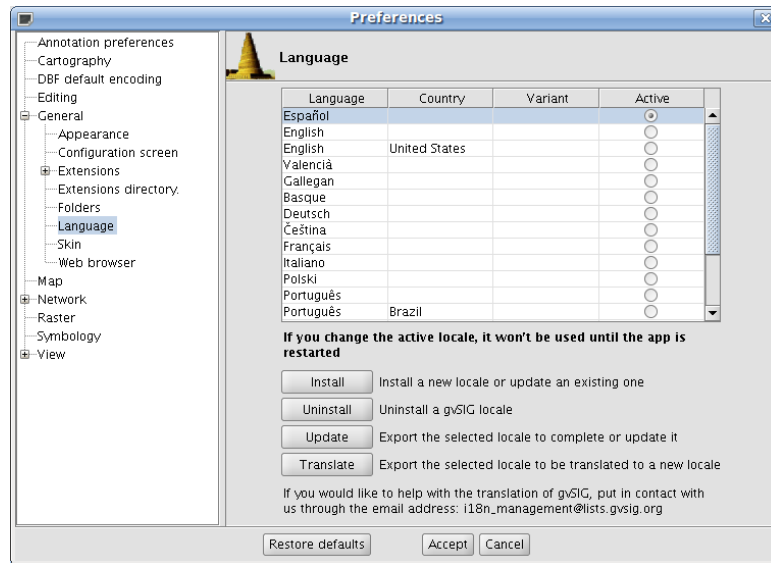 Preferences
Annotation preferences
Cartography
DBF default encoding
Editing
General
Appearance
Configuration screen
Extensions
Extensions directory.
Folders
Language
Skin
Web browser
Map
Network
Raster
Symbology
View
Language
Language Country Variant Active
Español
English
English United States
Valencià
Gallegan
Basque
Deutsch
Čeština
Français
Italiano
Polski
Português
Português Brazil
If you change the active locale, it won't be used until the app is
restarted
Install Install a new locale or update an existing one
Uninstall Uninstall a gvSIG locale
Update Export the selected locale to complete or update it
Translate Export the selected locale to be translated to a new locale
If you would like to help with the translation of gvSIG, put in contact with
us through the email address: i18n_management@lists.gvsig.org
Restore defaults Accept Cancel